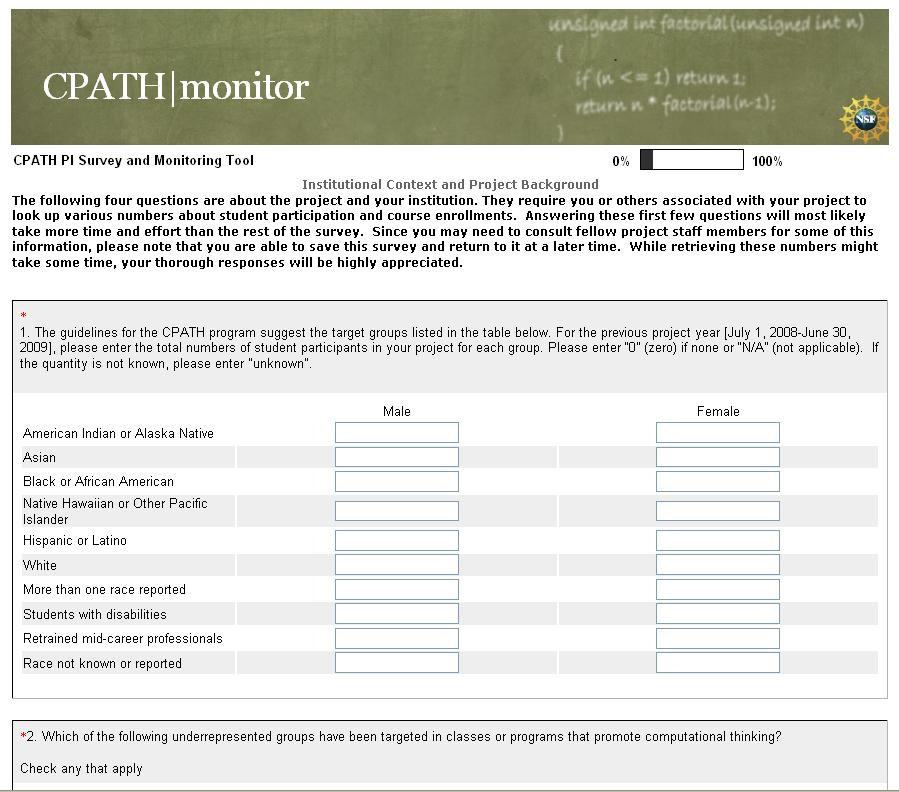 unsigned int factorial(unsigned int n)
{
if (n <= 1) return 1;
return n * factorial(n-1);
}
CPATH|monitor
NSF
CPATH PI Survey and Monitoring Tool
0% 100%
Institutional Context and Project Background
The following four questions are about the project and your institution. They require you or others associated with your project to
look up various numbers about student participation and course enrollments. Answering these first few questions will most likely
take more time and effort than the rest of the survey. Since you may need to consult fellow project staff members for some of this
information, please note that you are able to save this survey and return to it at a later time. While retrieving these numbers might
take some time, your thorough responses will be highly appreciated.
*
1. The guidelines for the CPATH program suggest the target groups listed in the table below. For the previous project year [July 1, 2008-June 30,
2009], please enter the total numbers of student participants in your project for each group. Please enter "0" (zero) if none or "N/A" (not applicable). If
the quantity is not known, please enter "unknown".
Male Female
American Indian or Alaska Native
Asian
Black or African American
Native Hawaiian or Other Pacific
Islander
Hispanic or Latino
White
More than one race reported
Students with disabilities
Retrained mid-career professionals
Race not known or reported
*2. Which of the following underrepresented groups have been targeted in classes or programs that promote computational thinking?
Check any that apply